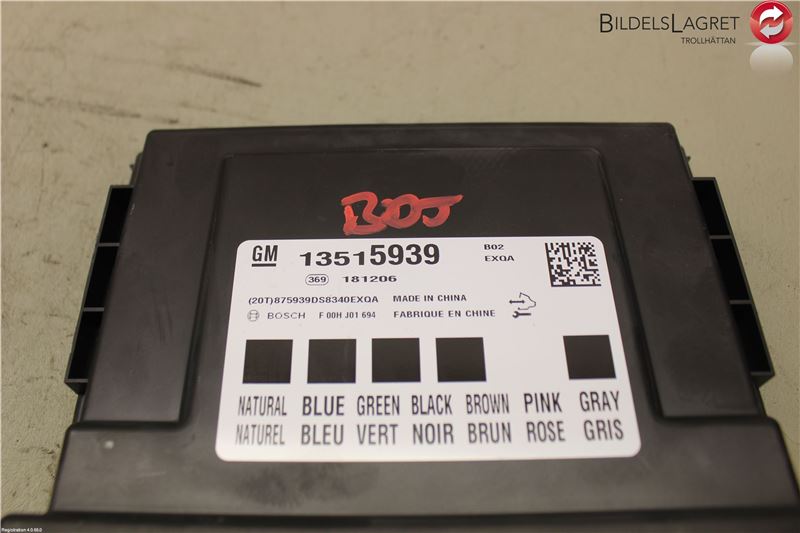 BILDELSLAGRET
TROLLHÄTTAN
BOJ
GM 13515939 B02
EXQA
369 181206
(20T)875939DS8340EXQA MADE IN CHINA
BOSCH F 00H J01 694 FABRIQUE EN CHINE
NATURAL BLUE GREEN BLACK BROWN PINK GRAY
NATUREL BLEU VERT NOIR BRUN ROSE GRIS